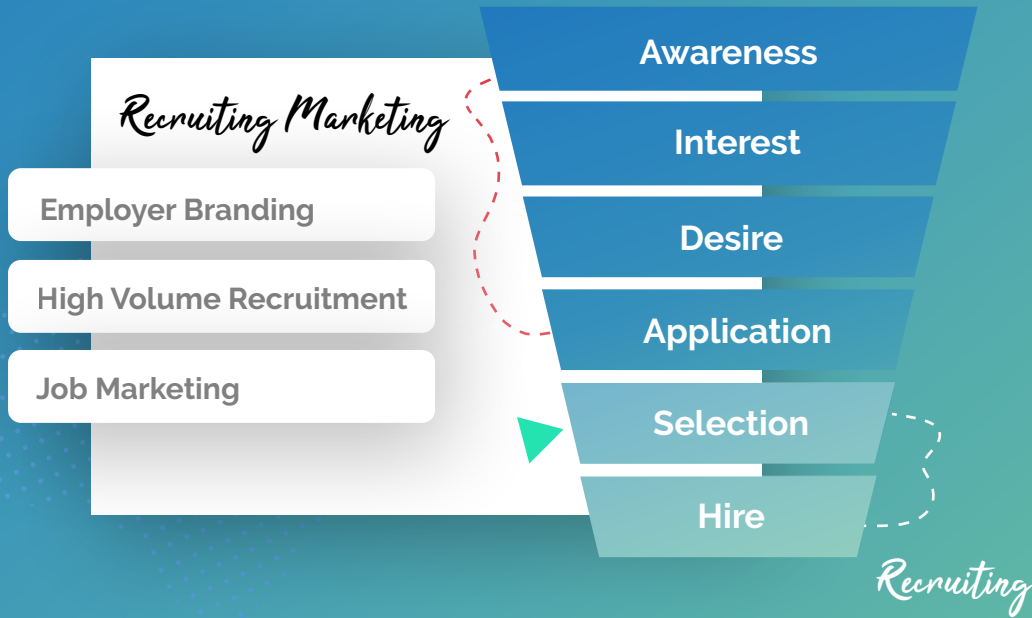 Recruiting Marketing
Employer Branding
High Volume Recruitment
Job Marketing
Awareness
Interest
Desire
Application
Selection
Hire
Recruiting